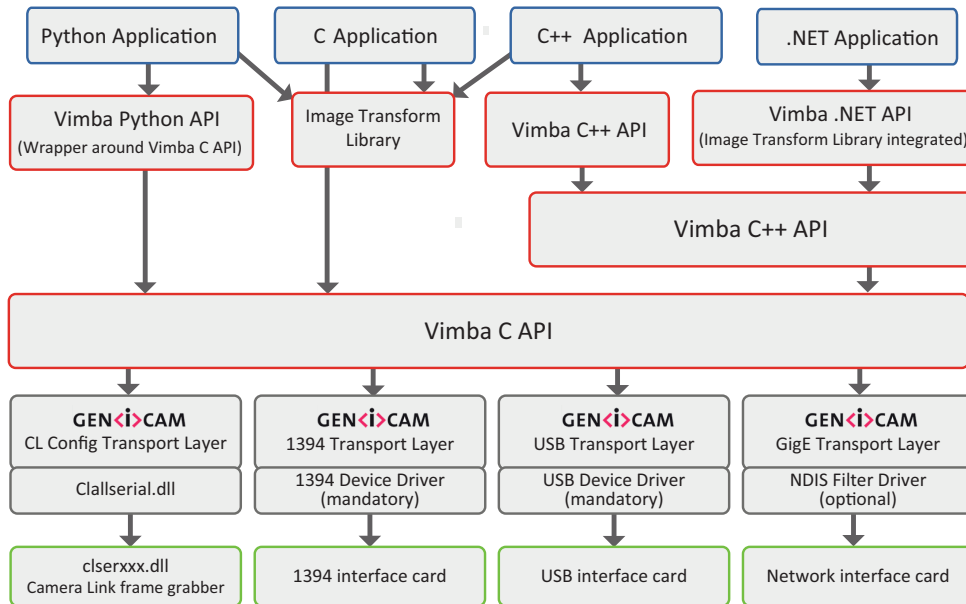 Python Application
C Application
C++ Application
.NET Application
Vimba Python API
(Wrapper around Vimba C API)
Image Transform
Library
Vimba C++ API
Vimba .NET API
(Image Transform Library integrated)
Vimba C++ API
Vimba C API
GEN<i>CAM
CL Config Transport Layer
GEN<i>CAM
1394 Transport Layer
GEN<i>CAM
USB Transport Layer
GEN<i>CAM
GigE Transport Layer
Clallserial.dll
1394 Device Driver
(mandatory)
USB Device Driver
(mandatory)
NDIS Filter Driver
(optional)
clserxxx.dll
Camera Link frame grabber
1394 interface card
USB interface card
Network interface card